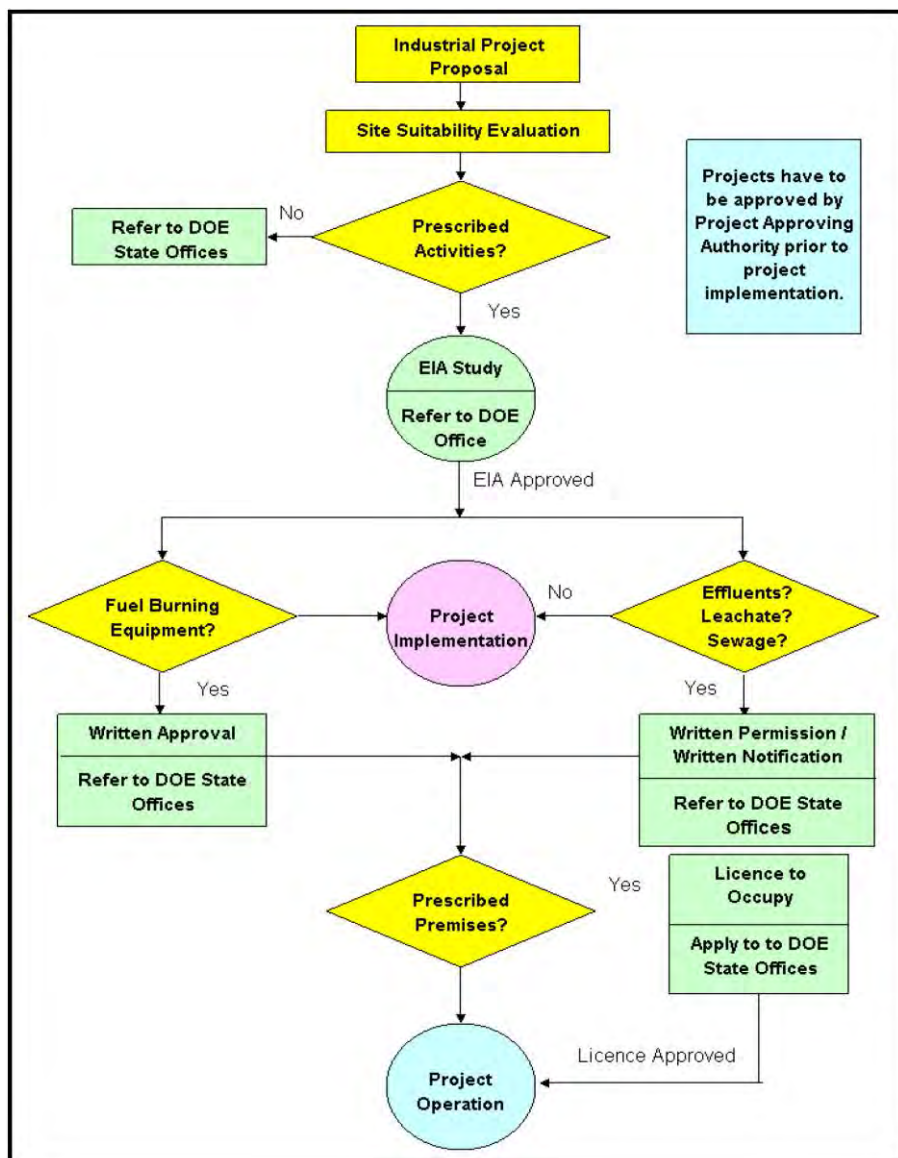 Industrial Project
Proposal
Site Suitability Evaluation
Projects have to
be approved by
Project Approving
Authority prior to
project
implementation.
No
Refer to DOE
State Offices
Prescribed
Activities?
Yes
EIA Study
Refer to DOE
Office
EIA Approved
Fuel Burning
Equipment?
Project
Implementation
No
Effluents?
Leachate?
Sewage?
Yes
Yes
Written Approval
Refer to DOE State
Offices
Written Permission /
Written Notification
Refer to DOE State
Offices
Prescribed
Premises?
Yes
Licence to
Occupy
Apply to to DOE
State Offices
Licence Approved
Project
Operation